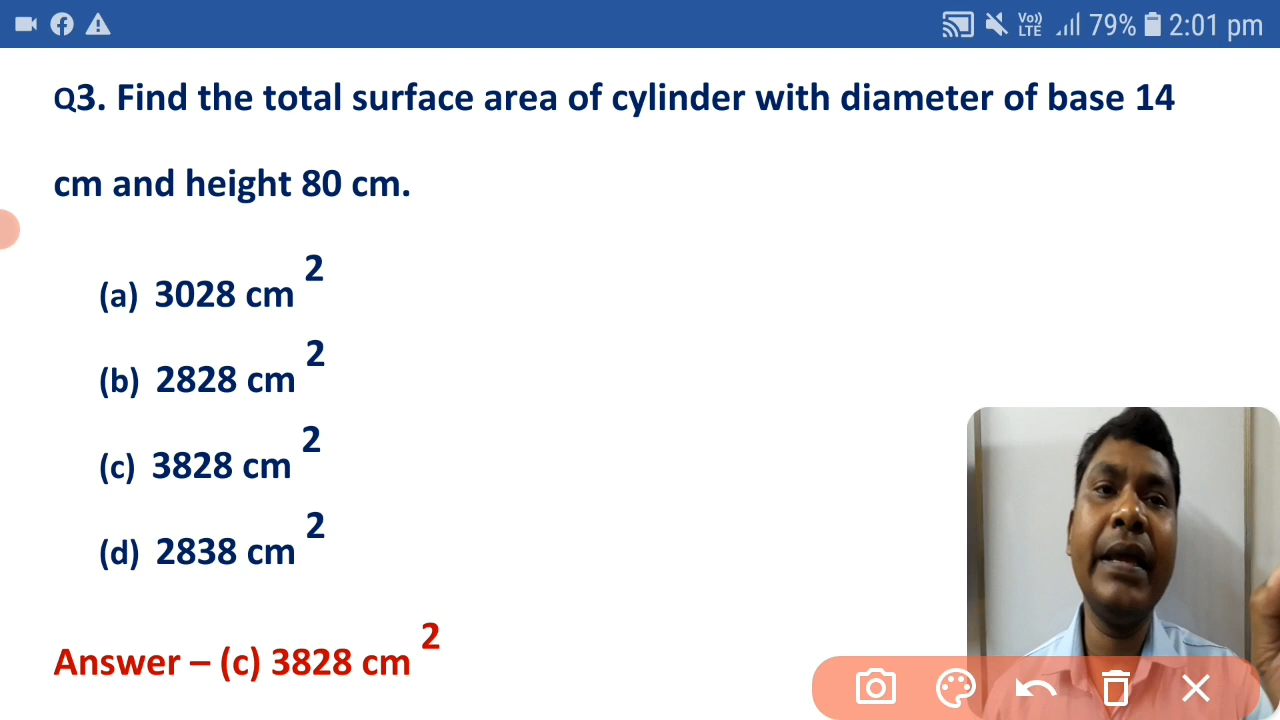 Vo)) LTE 79% 2:01 pm
Q3. Find the total surface area of cylinder with diameter of base 14
cm and height 80 cm.
(a) 3028 cm 2
(b) 2828 cm 2
(c) 3828 cm 2
(d) 2838 cm 2
Answer – (c) 3828 cm 2